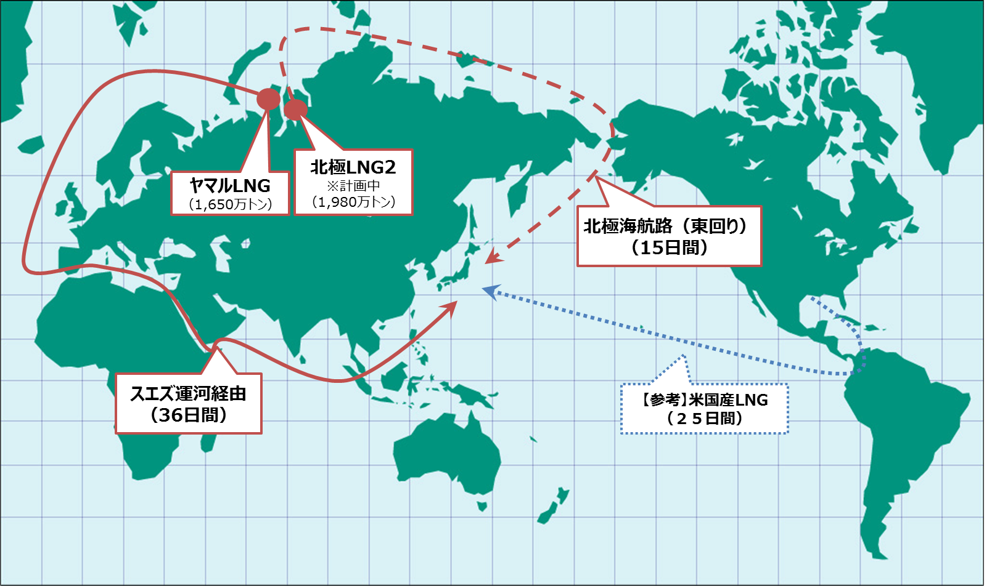 ヤマルLNG
（1,650万トン）
北極LNG2
※計画中
（1,980万トン）
北極海航路（東回り）
（15日間）
スエズ運河経由
（36日間）
【参考】米国産LNG
（２５日間）